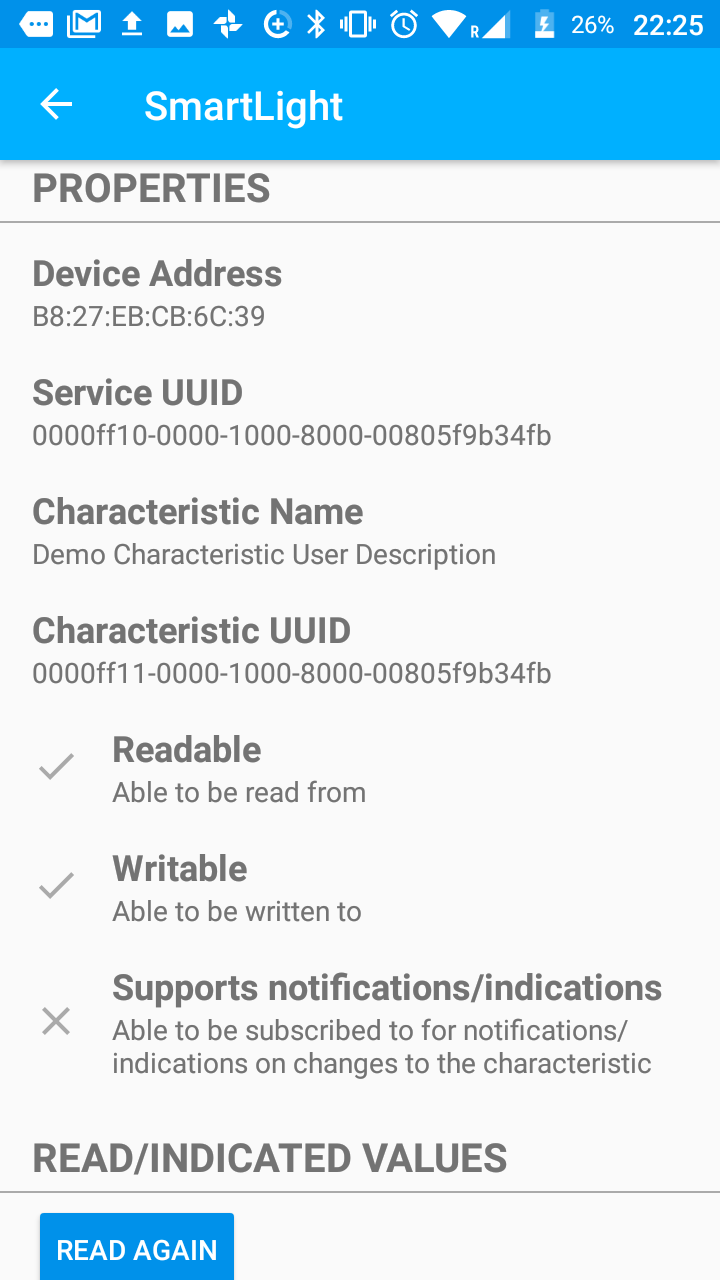 R 26% 22:25
SmartLight
PROPERTIES
Device Address
B8:27:EB:CB:6C:39
Service UUID
0000ff10-0000-1000-8000-00805f9b34fb
Characteristic Name
Demo Characteristic User Description
Characteristic UUID
0000ff11-0000-1000-8000-00805f9b34fb
Readable
Able to be read from
Writable
Able to be written to
Supports notifications/indications
Able to be subscribed to for notifications/
indications on changes to the characteristic
READ/INDICATED VALUES
READ AGAIN